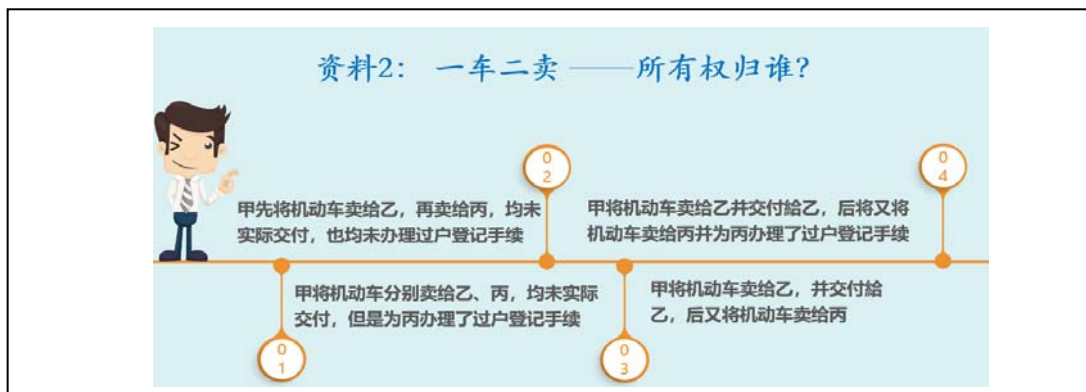 资料2： 一车二卖 ——所有权归谁？
02
甲先将机动车卖给乙，再卖给丙，均未
实际交付，也均未办理过户登记手续
04
甲将机动车卖给乙并交付給乙，后将又将
机动车卖给丙并为丙办理了过户登记手续
甲将机动车分别卖给乙、丙，均未实际
交付，但是为丙办理了过户登记手续
01
甲将机动车卖给乙，并交付給
乙，后又将机动车卖给丙
03